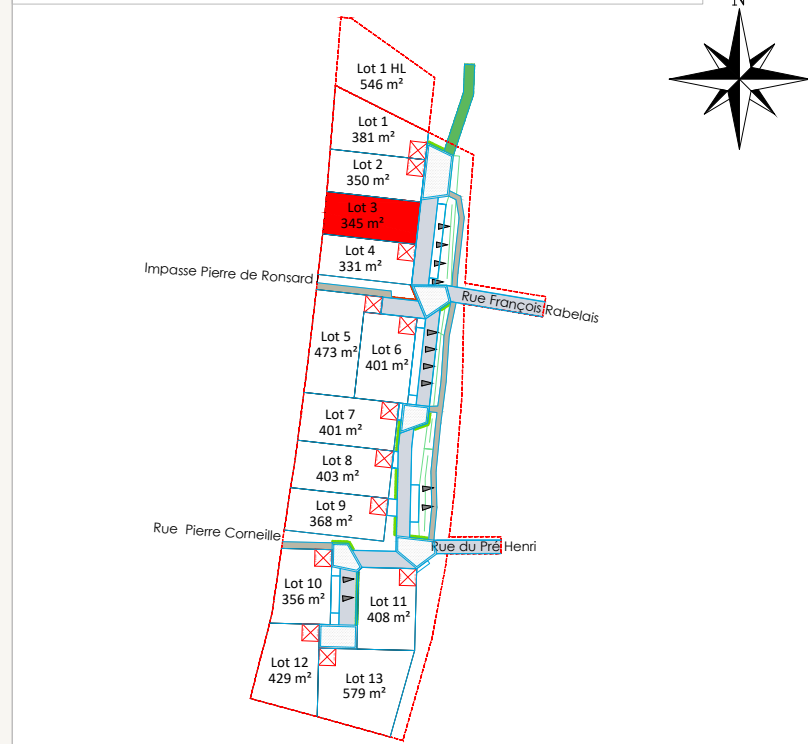 N
Lot 1 HL
546 m²
Lot 1
381 m²
Lot 2
350 m²
Lot 3
345 m²
Lot 4
331 m²
Impasse Pierre de Ronsard
Rue François Rabelais
Lot 5
473 m²
Lot 6
401 m²
Lot 7
401 m²
Lot 8
403 m²
Lot 9
368 m²
Rue Pierre Corneille
Rue du Pré Henri
Lot 10
356 m²
Lot 11
408 m²
Lot 12
429 m²
Lot 13
579 m²